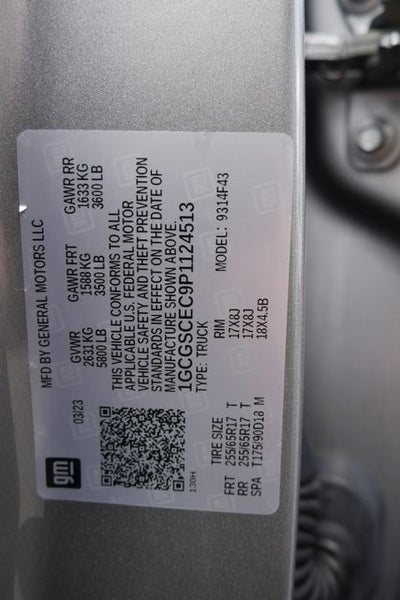 MFD BY GENERAL MOTORS LLC
03/23
GVWR GAWR FRT GAWR RR
2631 KG 1588 KG 1633 KG
5800 LB 3500 LB 3600 LB
THIS VEHICLE CONFORMS TO ALL
APPLICABLE U.S. FEDERAL MOTOR
VEHICLE SAFETY AND THEFT PREVENTION
STANDARDS IN EFFECT ON THE DATE OF
MANUFACTURE SHOWN ABOVE.
1GCGSCEC9P1124513
TYPE: TRUCK MODEL: 9314F43
gm
130H
TIRE SIZE RIM
FRT 255/65R17 T 17X8J
RR 255/65R17 T 17X8J
SPA T175/90D18 M 18X4.5B